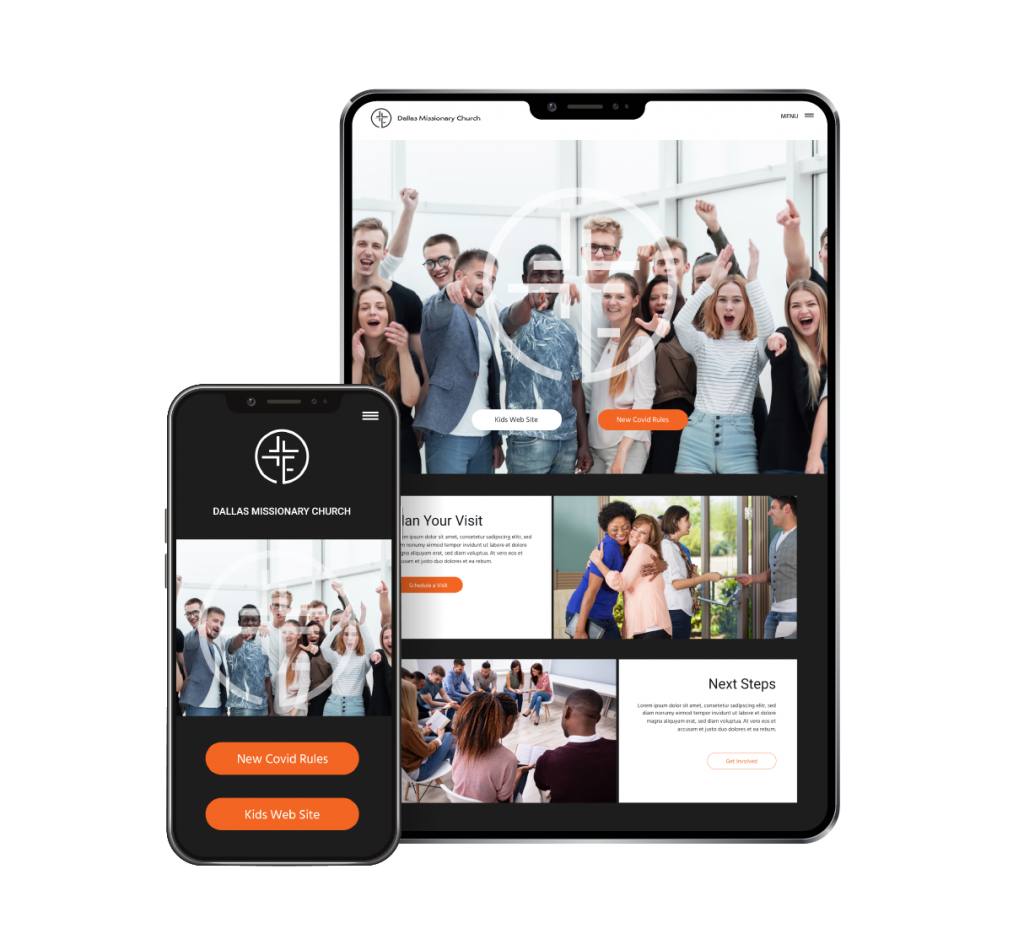 Dallas Missionary Church
MENU
Kids Web Site
New Covid Rules
lan Your Visit
m ipsum dolor sit amet, consetetur sadipscing elitr, sed
m nonumy eirmod tempor invidunt ut labore et dolore
gna aliquyam erat, sed diam voluptua. At vero eos et
usam et justo duo dolores et ea rebum.
Schedule a Visit
Next Steps
Lorem ipsum dolor sit amet, consetetur sadipscing elitr, sed
diam nonumy eirmod tempor invidunt ut labore et dolore
magna aliquyam erat, sed diam voluptua. At vero eos et
accusam et justo duo dolores et ea rebum.
Get Involved
DALLAS MISSIONARY CHURCH
New Covid Rules
Kids Web Site